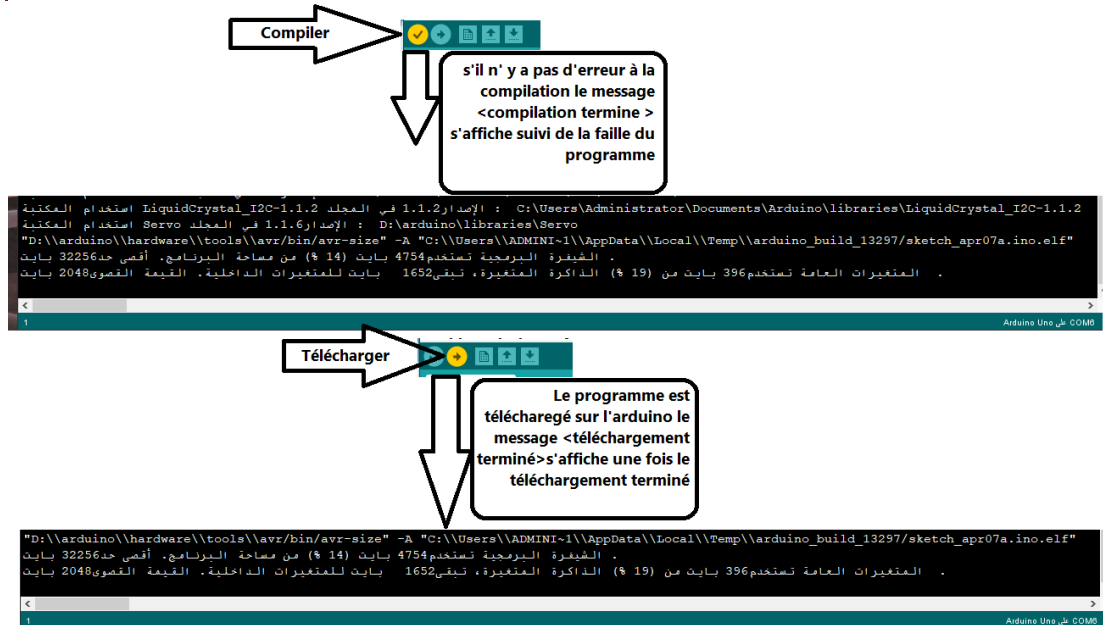 Compiler
s'il n' y a pas d'erreur à la
compilation le message
<compilation termine >
s'affiche suivi de la faille du
programme
استخدام المكتبة LiquidCrystal_I2C-1.1.2 في المجلد 1.1.2الإصدار : C:\Users\Administrator\Documents\Arduino\libraries\LiquidCrystal_I2C-1.1.2
استخدام المكتبة Servo في المجلد 1.1.6الإصدار : D:\arduino\libraries\Servo
"D:\\arduino\\hardware\\tools\\avr/bin/avr-size" -A "C:\\Users\\ADMINI~1\\AppData\\Local\\Temp\\arduino_build_13297/sketch_apr07a.ino.elf"
الشيفرة البرمجية تستخدم4754 بايت (14 %) من مساحة البرنامج. أقصى حد32256 بايت .
المتغيرات العامة تستخدم396 بايت من (19 %) الذاكرة المتغيرة، تبقى1652 بايت للمتغيرات الداخلية. القيمة القصوى2048 بايت .
1
Arduino Uno على COM6
Télécharger
Le programme est
télécharegé sur l'arduino le
message <téléchargement
terminé>s'affiche une fois le
téléchargement terminé
"D:\\arduino\\hardware\\tools\\avr/bin/avr-size" -A "C:\\Users\\ADMINI~1\\AppData\\Local\\Temp\\arduino_build_13297/sketch_apr07a.ino.elf"
الشيفرة البرمجية تستخدم4754 بايت (14 %) من مساحة البرنامج. أقصى حد32256 بايت .
المتغيرات العامة تستخدم396 بايت من (19 %) الذاكرة المتغيرة، تبقى1652 بايت للمتغيرات الداخلية. القيمة القصوى2048 بايت .
1
Arduino Uno على COM6